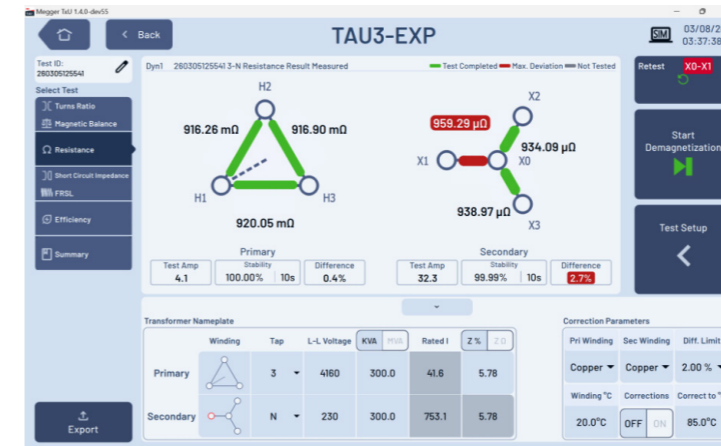 Megger TxU 1.4.0-dev55
Back
TAU3-EXP
SIM
03/08/2
03:37:38
Test ID:
260305125541
Select Test
Turns Ratio
Magnetic Balance
Ω Resistance
Short Circuit Impedance
FRSL
Efficiency
Summary
Export
Dyn1 260305125541 3-N Resistance Result Measured
Test Completed Max. Deviation Not Tested
H2
916.26 mΩ 916.90 mΩ
H1 H3
920.05 mΩ
X2
959.29 µΩ
934.09 µΩ
X1 X0
938.97 µΩ
X3
Primary
Test Amp Stability Difference
4.1 100.00% 10s 0.4%
Secondary
Test Amp Stability Difference
32.3 99.99% 10s 2.7%
Retest X0-X1
Start
Demagnetization
Test Setup
Transformer Nameplate
Winding Tap L-L Voltage KVA MVA Rated I Z % Z Ω
Primary 3 4160 300.0 41.6 5.78
Secondary N 230 300.0 753.1 5.78
Correction Parameters
Pri Winding Sec Winding Diff. Limit
Copper Copper 2.00 %
Winding °C Corrections Correct to °
20.0°C OFF ON 85.0°C